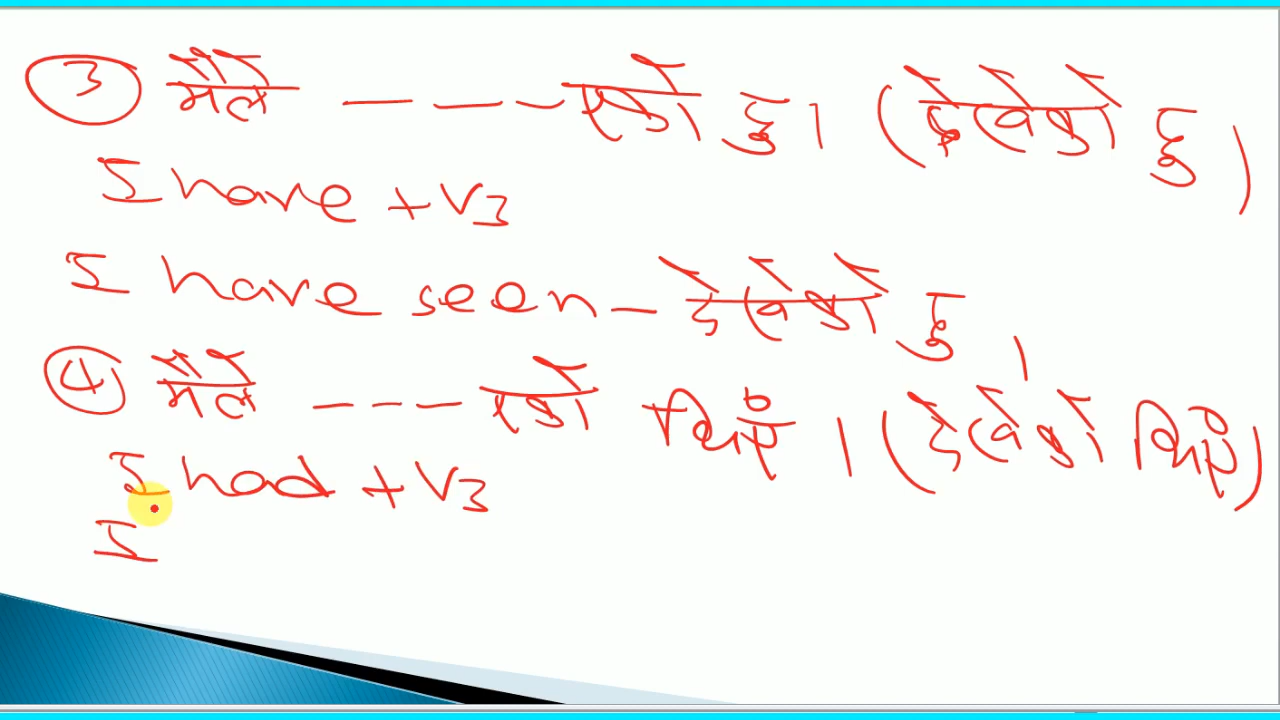 ③ मैले - - - एको छु। (देखेको छु)
I have + V3
I have seen - देखेको छु।
④ मैले - - - एको थिएँ। (देखेको थिएँ)
I had + V3
I